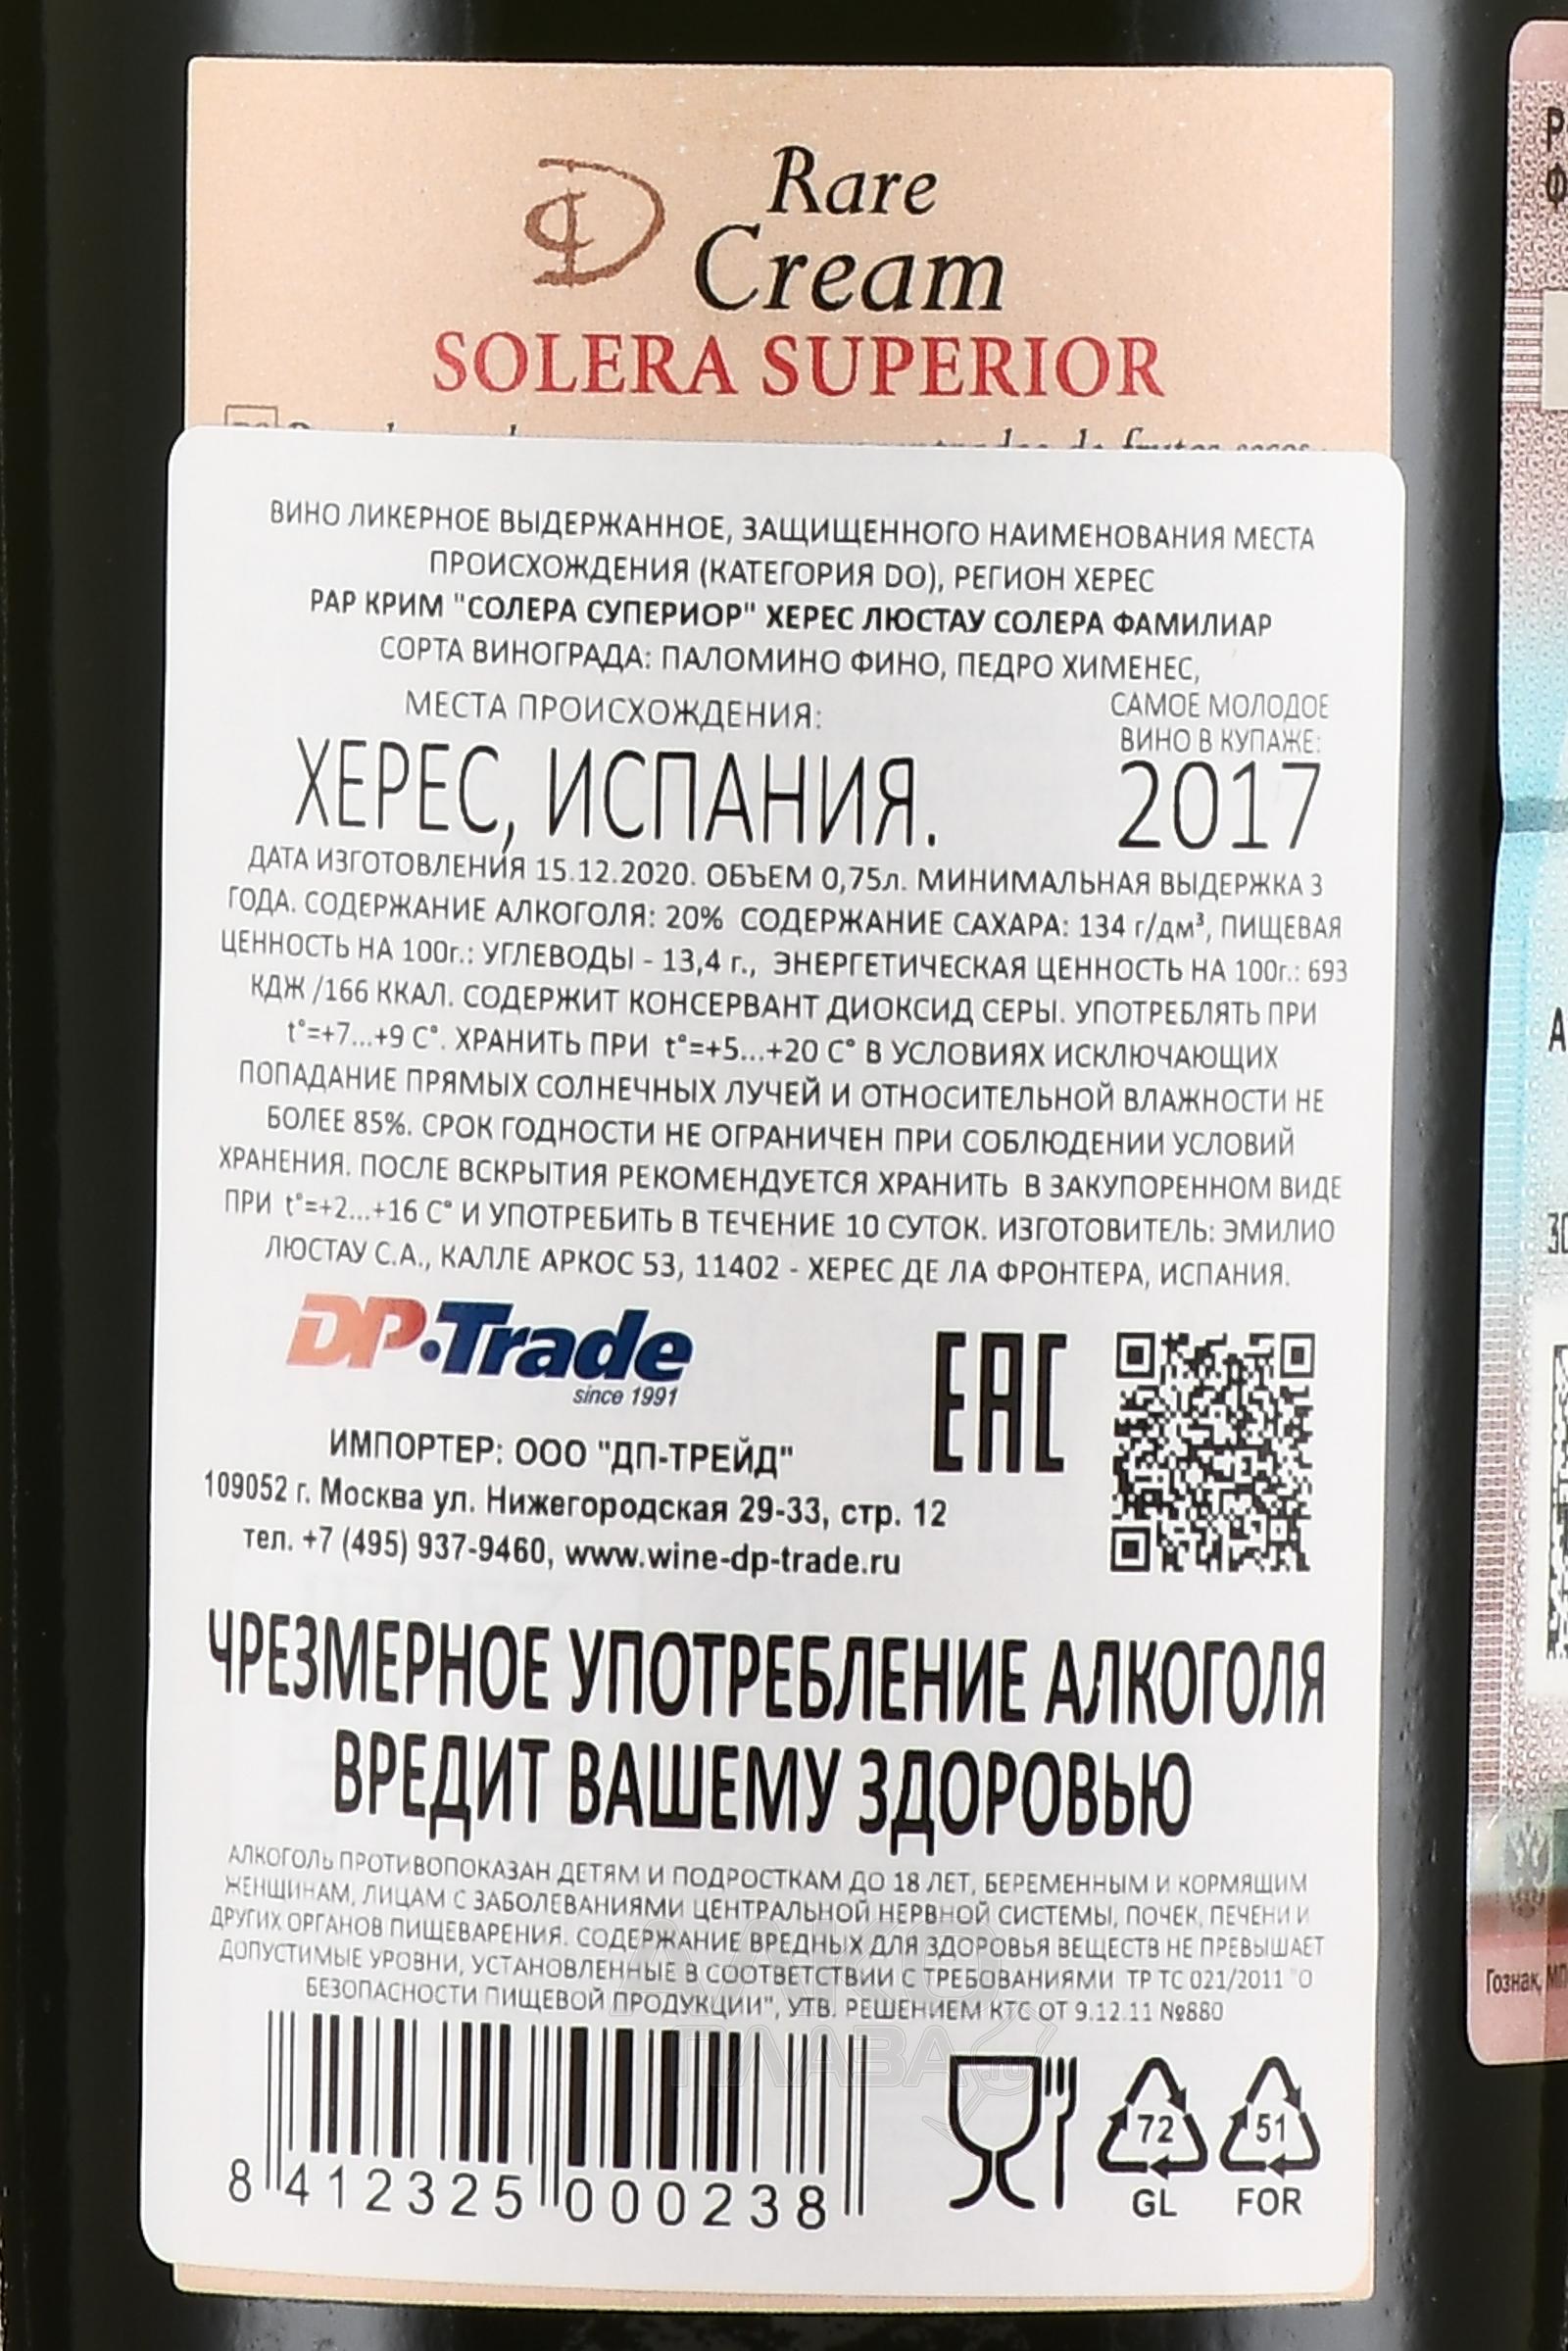 Rare
Cream
SOLERA SUPERIOR
de frutos secos
ВИНО ЛИКЕРНОЕ ВЫДЕРЖАННОЕ, ЗАЩИЩЕННОГО НАИМЕНОВАНИЯ МЕСТА
ПРОИСХОЖДЕНИЯ (КАТЕГОРИЯ DO), РЕГИОН ХЕРЕС
РАР КРИМ "СОЛЕРА СУПЕРИОР" ХЕРЕС ЛЮСТАУ СОЛЕРА ФАМИЛИАР
СОРТА ВИНОГРАДА: ПАЛОМИНО ФИНО, ПЕДРО ХИМЕНЕС,
МЕСТА ПРОИСХОЖДЕНИЯ:
ХЕРЕС, ИСПАНИЯ.
САМОЕ МОЛОДОЕ
ВИНО В КУПАЖЕ:
2017
ДАТА ИЗГОТОВЛЕНИЯ 15.12.2020. ОБЪЕМ 0,75л. МИНИМАЛЬНАЯ ВЫДЕРЖКА 3
ГОДА. СОДЕРЖАНИЕ АЛКОГОЛЯ: 20% СОДЕРЖАНИЕ САХАРА: 134 г/дм³, ПИЩЕВАЯ
ЦЕННОСТЬ НА 100г.: УГЛЕВОДЫ - 13,4 г., ЭНЕРГЕТИЧЕСКАЯ ЦЕННОСТЬ НА 100г.: 693
КДЖ /166 ККАЛ. СОДЕРЖИТ КОНСЕРВАНТ ДИОКСИД СЕРЫ. УПОТРЕБЛЯТЬ ПРИ
t°=+7...+9 С°. ХРАНИТЬ ПРИ t°=+5...+20 С° В УСЛОВИЯХ ИСКЛЮЧАЮЩИХ
ПОПАДАНИЕ ПРЯМЫХ СОЛНЕЧНЫХ ЛУЧЕЙ И ОТНОСИТЕЛЬНОЙ ВЛАЖНОСТИ НЕ
БОЛЕЕ 85%. СРОК ГОДНОСТИ НЕ ОГРАНИЧЕН ПРИ СОБЛЮДЕНИИ УСЛОВИЙ
ХРАНЕНИЯ. ПОСЛЕ ВСКРЫТИЯ РЕКОМЕНДУЕТСЯ ХРАНИТЬ В ЗАКУПОРЕННОМ ВИДЕ
ПРИ t°=+2...+16 С° И УПОТРЕБИТЬ В ТЕЧЕНИЕ 10 СУТОК. ИЗГОТОВИТЕЛЬ: ЭМИЛИО
ЛЮСТАУ С.А., КАЛЛЕ АРКОС 53, 11402 - ХЕРЕС ДЕ ЛА ФРОНТЕРА, ИСПАНИЯ.
DP·Trade
since 1991
EAC
ИМПОРТЕР: ООО "ДП-ТРЕЙД"
109052 г. Москва ул. Нижегородская 29-33, стр. 12
тел. +7 (495) 937-9460, www.wine-dp-trade.ru
ЧРЕЗМЕРНОЕ УПОТРЕБЛЕНИЕ АЛКОГОЛЯ
ВРЕДИТ ВАШЕМУ ЗДОРОВЬЮ
АЛКОГОЛЬ ПРОТИВОПОКАЗАН ДЕТЯМ И ПОДРОСТКАМ ДО 18 ЛЕТ, БЕРЕМЕННЫМ И КОРМЯЩИМ
ЖЕНЩИНАМ, ЛИЦАМ С ЗАБОЛЕВАНИЯМИ ЦЕНТРАЛЬНОЙ НЕРВНОЙ СИСТЕМЫ, ПОЧЕК, ПЕЧЕНИ И
ДРУГИХ ОРГАНОВ ПИЩЕВАРЕНИЯ. СОДЕРЖАНИЕ ВРЕДНЫХ ДЛЯ ЗДОРОВЬЯ ВЕЩЕСТВ НЕ ПРЕВЫШАЕТ
ДОПУСТИМЫЕ УРОВНИ, УСТАНОВЛЕННЫЕ В СООТВЕТСТВИИ С ТРЕБОВАНИЯМИ ТР ТС 021/2011 "О
БЕЗОПАСНОСТИ ПИЩЕВОЙ ПРОДУКЦИИ", УТВ. РЕШЕНИЕМ КТС ОТ 9.12.11 №880
8 412325 000238
72
GL
51
FOR
Гознак,